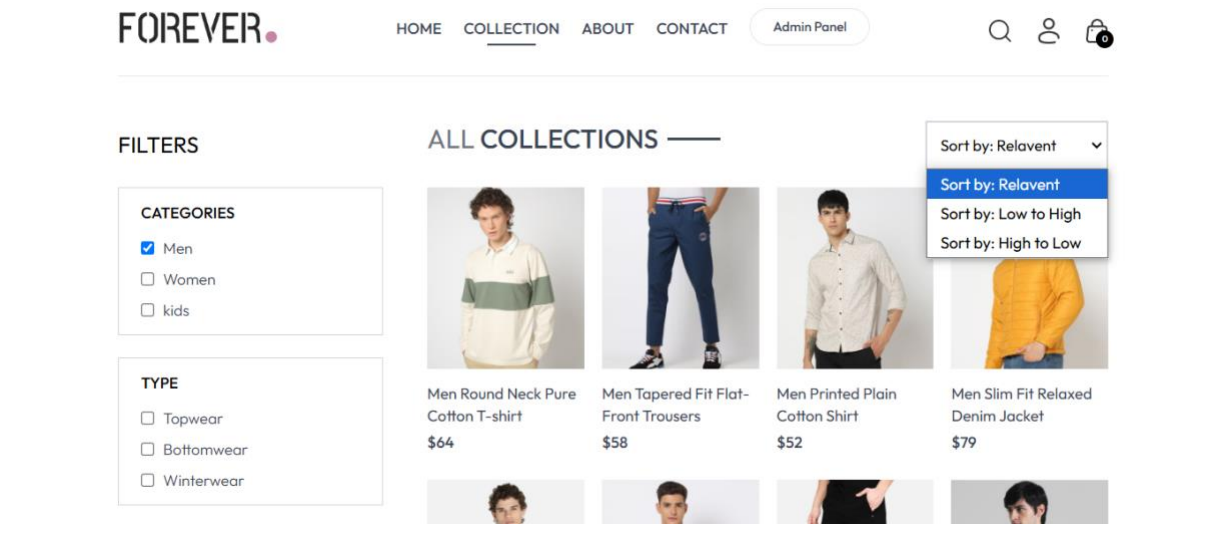 FOREVER.
HOME COLLECTION ABOUT CONTACT Admin Panel
0
FILTERS
CATEGORIES
Men
Women
kids
TYPE
Topwear
Bottomwear
Winterwear
ALL COLLECTIONS
Sort by: Relavent
Sort by: Relavent
Sort by: Low to High
Sort by: High to Low
Men Round Neck Pure
Cotton T-shirt
$64
Men Tapered Fit Flat-
Front Trousers
$58
Men Printed Plain
Cotton Shirt
$52
Men Slim Fit Relaxed
Denim Jacket
$79